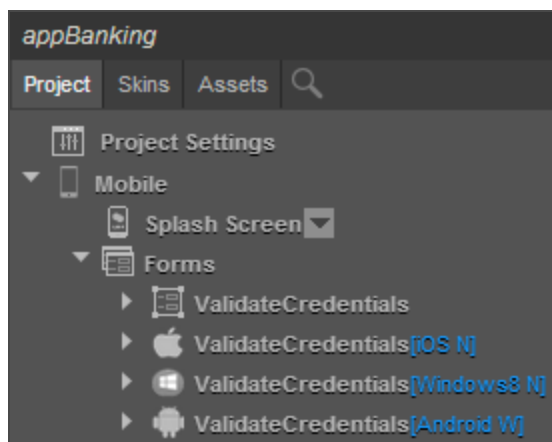 appBanking
Project Skins Assets
Project Settings
Mobile
Splash Screen
Forms
ValidateCredentials
ValidateCredentials[iOS N]
ValidateCredentials[Windows8 N]
ValidateCredentials[Android W]